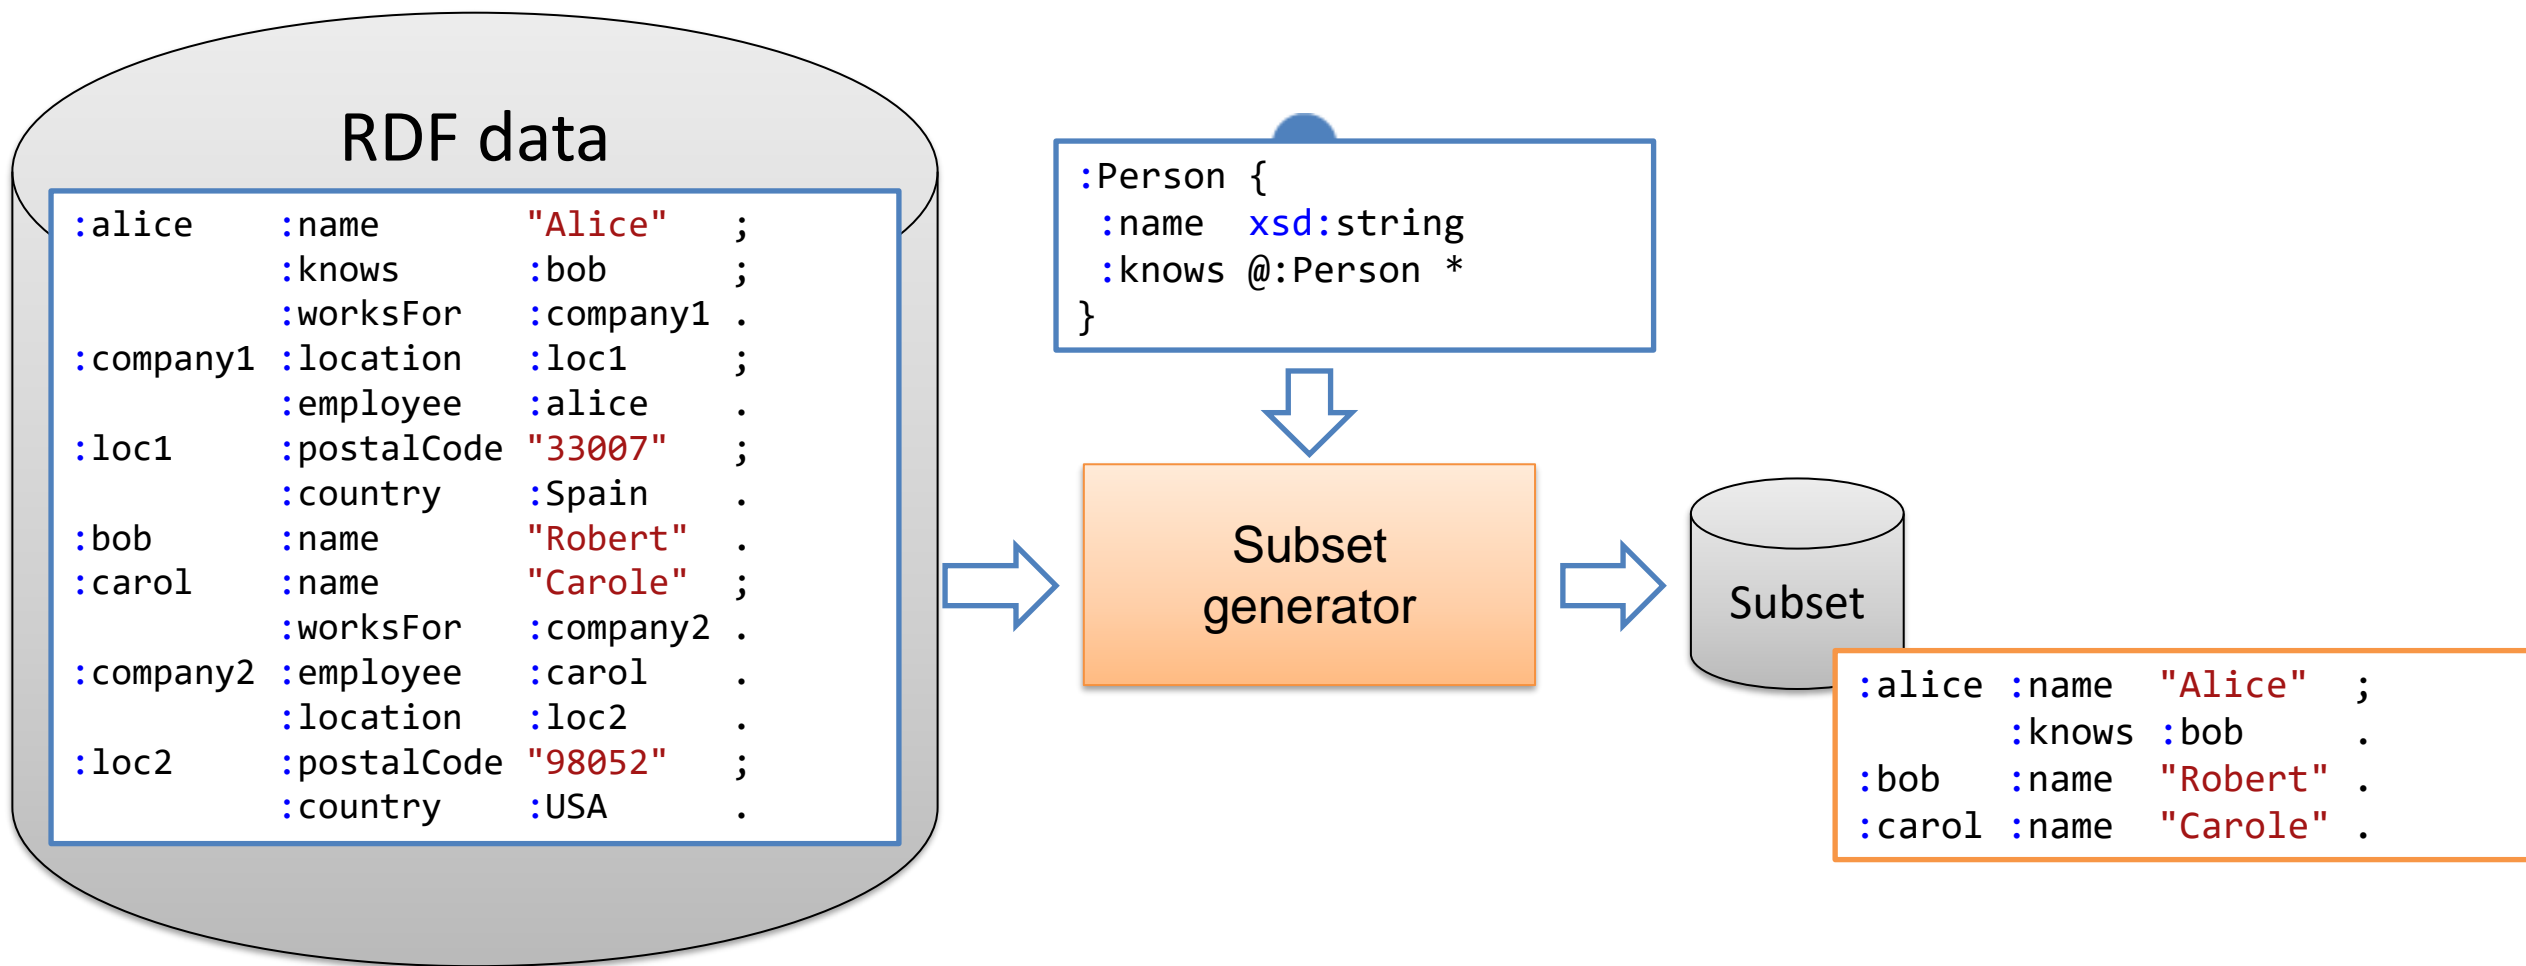 RDF data
:alice :name "Alice" ;
:knows :bob ;
:worksFor :company1 .
:company1 :location :loc1 ;
:employee :alice .
:loc1 :postalCode "33007" ;
:country :Spain .
:bob :name "Robert" .
:carol :name "Carole" ;
:worksFor :company2 .
:company2 :employee :carol .
:location :loc2 .
:loc2 :postalCode "98052" ;
:country :USA .
:Person {
:name xsd:string
:knows @:Person *
}
Subset
generator
Subset
:alice :name "Alice" ;
:knows :bob .
:bob :name "Robert" .
:carol :name "Carole" .